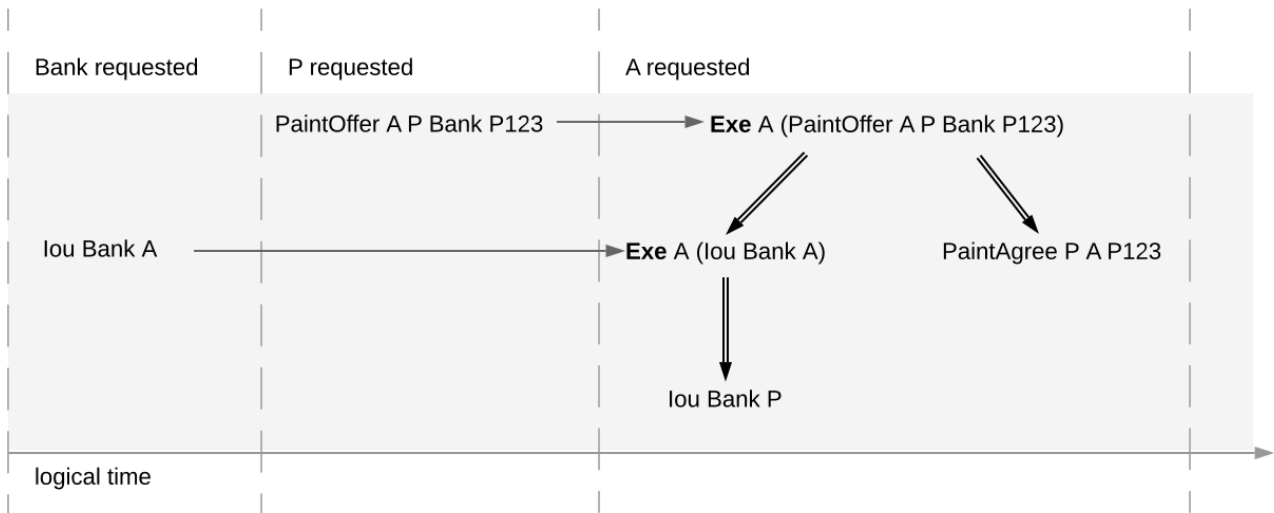 Bank requested
P requested
A requested
PaintOffer A P Bank P123
Exe A (PaintOffer A P Bank P123)
Iou Bank A
Exe A (Iou Bank A)
PaintAgree P A P123
Iou Bank P
logical time